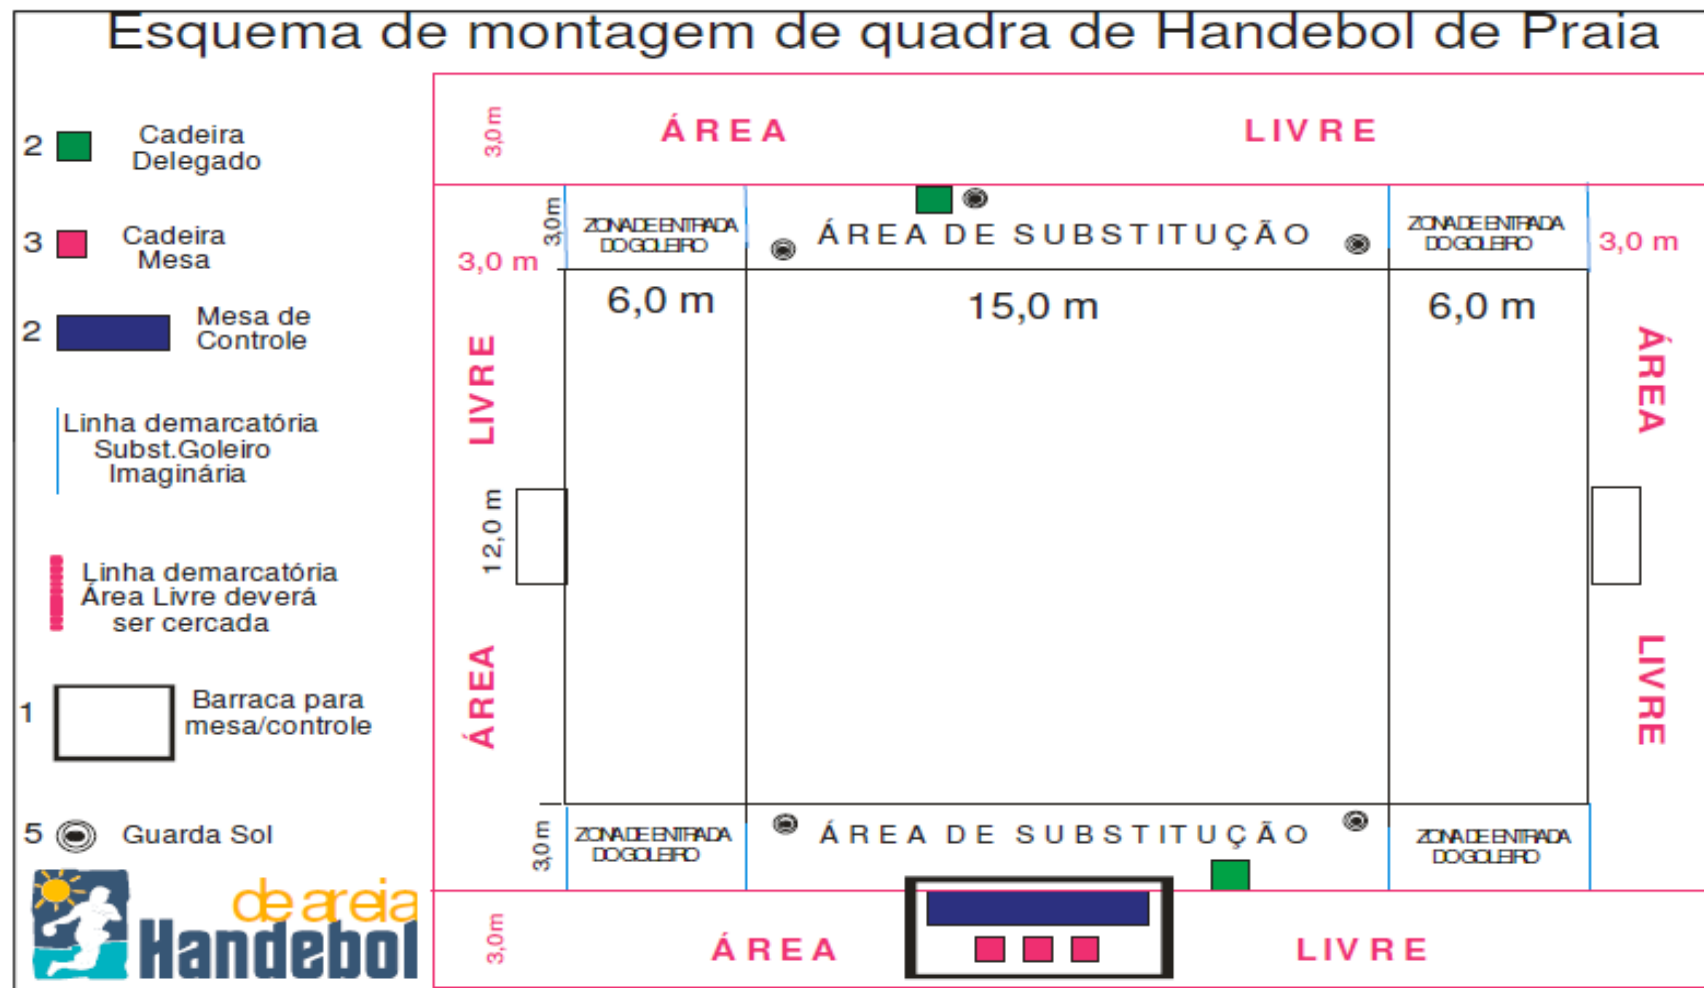 Esquema de montagem de quadra de Handebol de Praia
2
Cadeira
Delegado
3
Cadeira
Mesa
2
Mesa de
Controle
Linha demarcatória
Subst.Goleiro
Imaginária
Linha demarcatória
Área Livre deverá
ser cercada
1
Barraca para
mesa/controle
5
Guarda Sol
de areia
Handebol
3,0 m
ÁREA LIVRE
3,0 m
ZONA DE ENTRADA
DO GOLEIRO
ÁREA DE SUBSTITUÇÃO
ZONA DE ENTRADA
DO GOLEIRO
3,0 m
3,0 m
6,0 m
15,0 m
6,0 m
ÁREA LIVRE
12,0 m
ÁREA LIVRE
3,0 m
ZONA DE ENTRADA
DO GOLEIRO
ÁREA DE SUBSTITUÇÃO
ZONA DE ENTRADA
DO GOLEIRO
3,0 m
ÁREA LIVRE